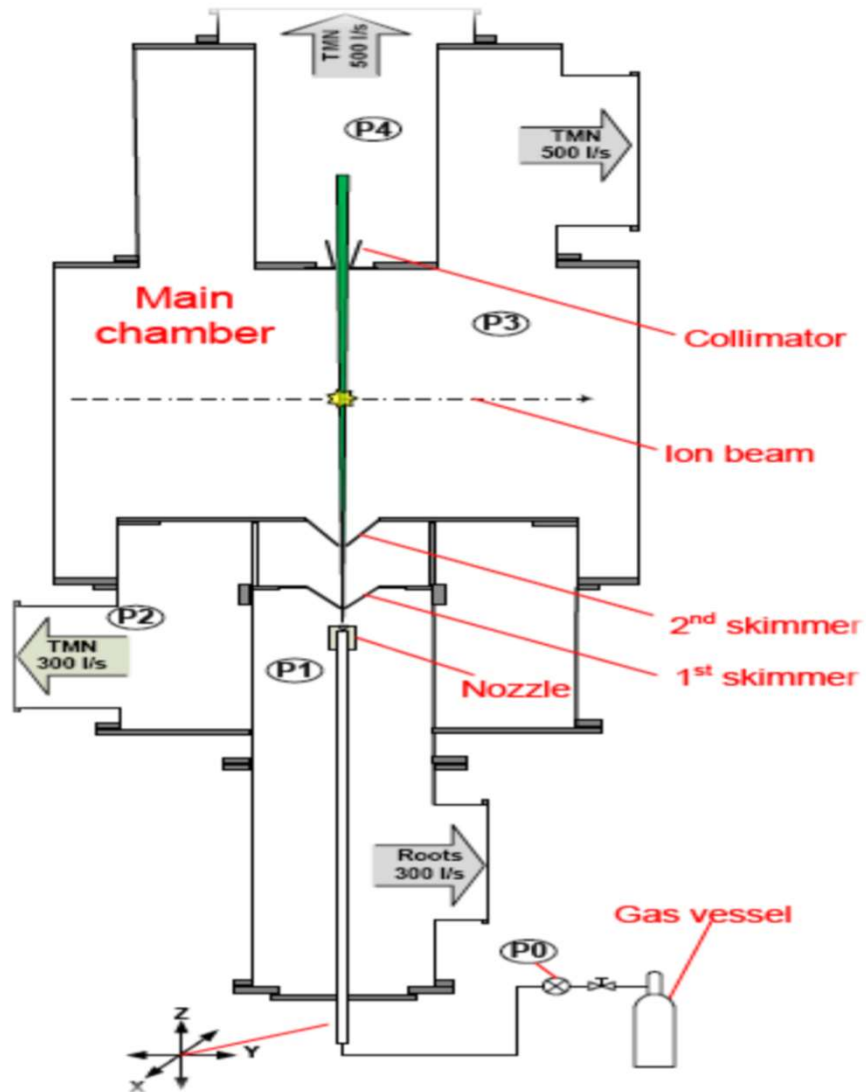 TMN
500 l/s
P4
TMN
500 l/s
Main
chamber
P3
Collimator
Ion beam
P2
TMN
300 l/s
P1
Nozzle
2nd skimmer
1st skimmer
Roots
300 l/s
Gas vessel
P0
Z
Y
X